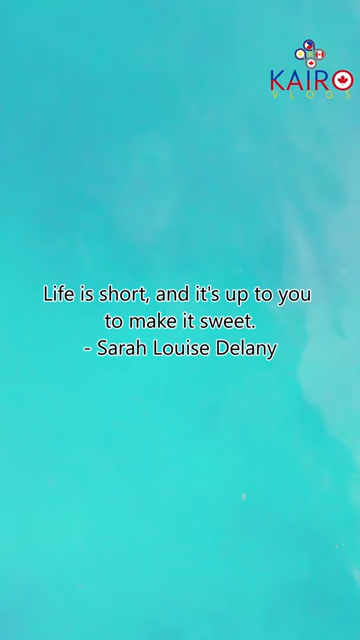 KAIRO
VLOGS
Life is short, and it's up to you
to make it sweet.
- Sarah Louise Delany